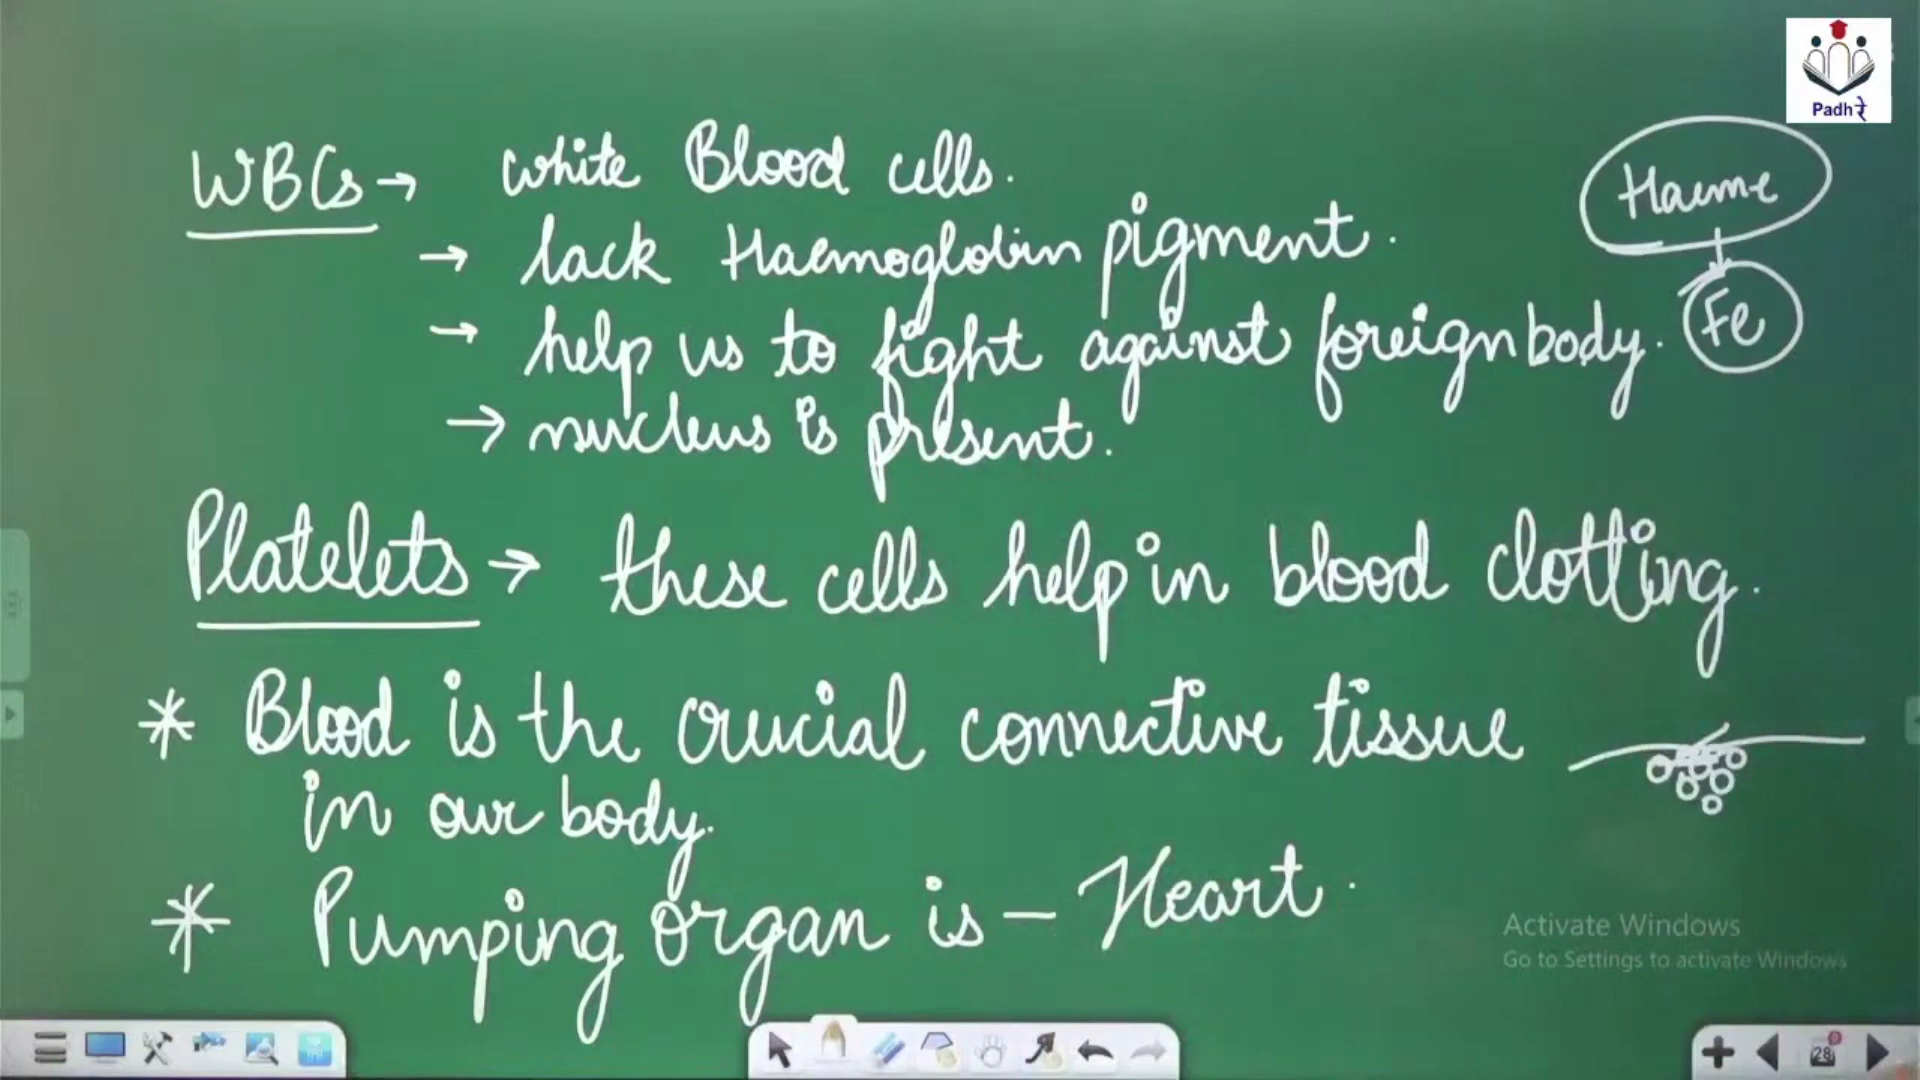 Padhरे
WBCs → white Blood cells.
Haeme
→ lack Haemoglobin pigment.
→ help us to fight against foreign body.
Fe
→ nucleus is present.
Platelets → these cells help in blood clotting.
* Blood is the crucial connective tissue
in our body.
* Pumping organ is – Heart.
Activate Windows
Go to Settings to activate Windows
28